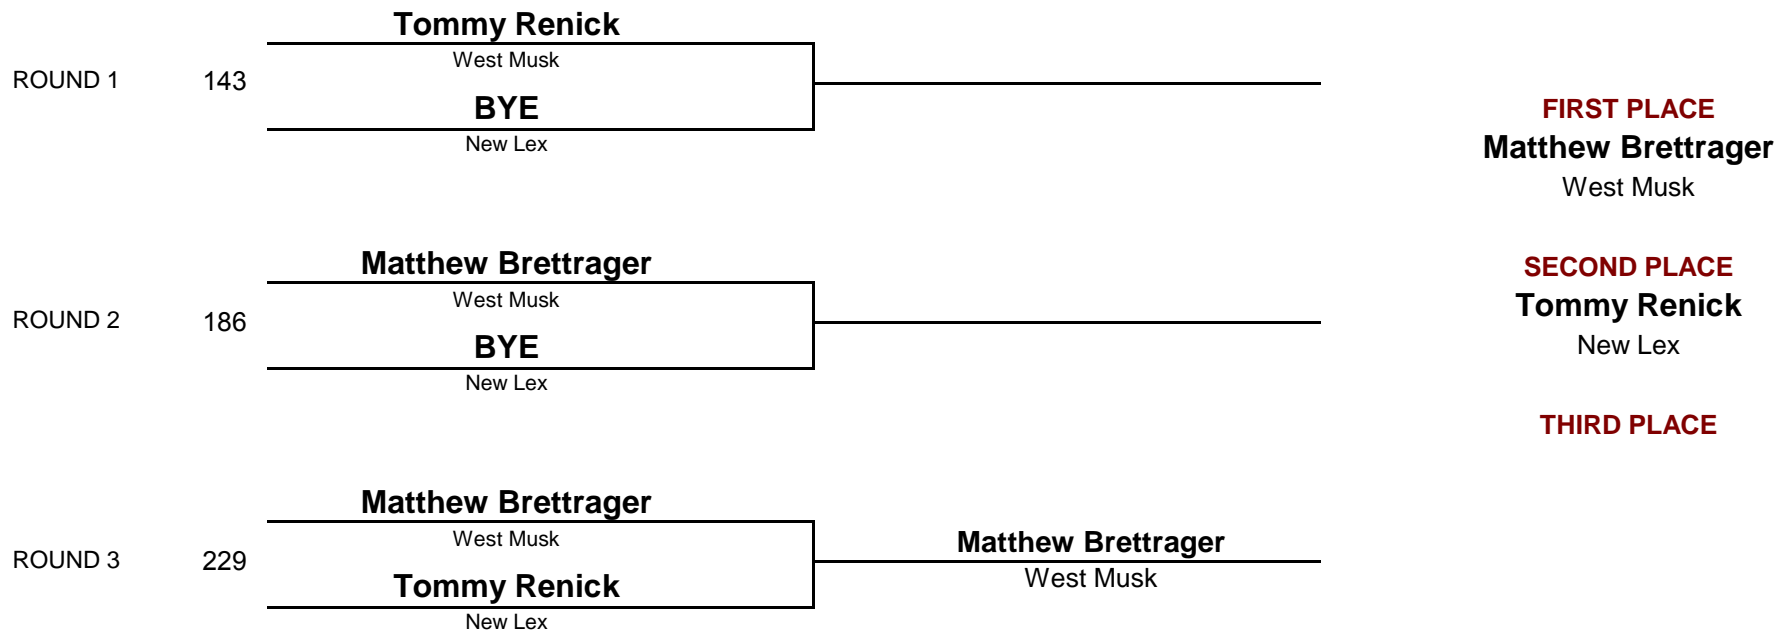 Tommy Renick
West Musk
ROUND 1 143
BYE
New Lex
Matthew Brettrager
West Musk
ROUND 2 186
BYE
New Lex
Matthew Brettrager
West Musk
ROUND 3 229
Tommy Renick
New Lex
Matthew Brettrager
West Musk
FIRST PLACE
Matthew Brettrager
West Musk
SECOND PLACE
Tommy Renick
New Lex
THIRD PLACE